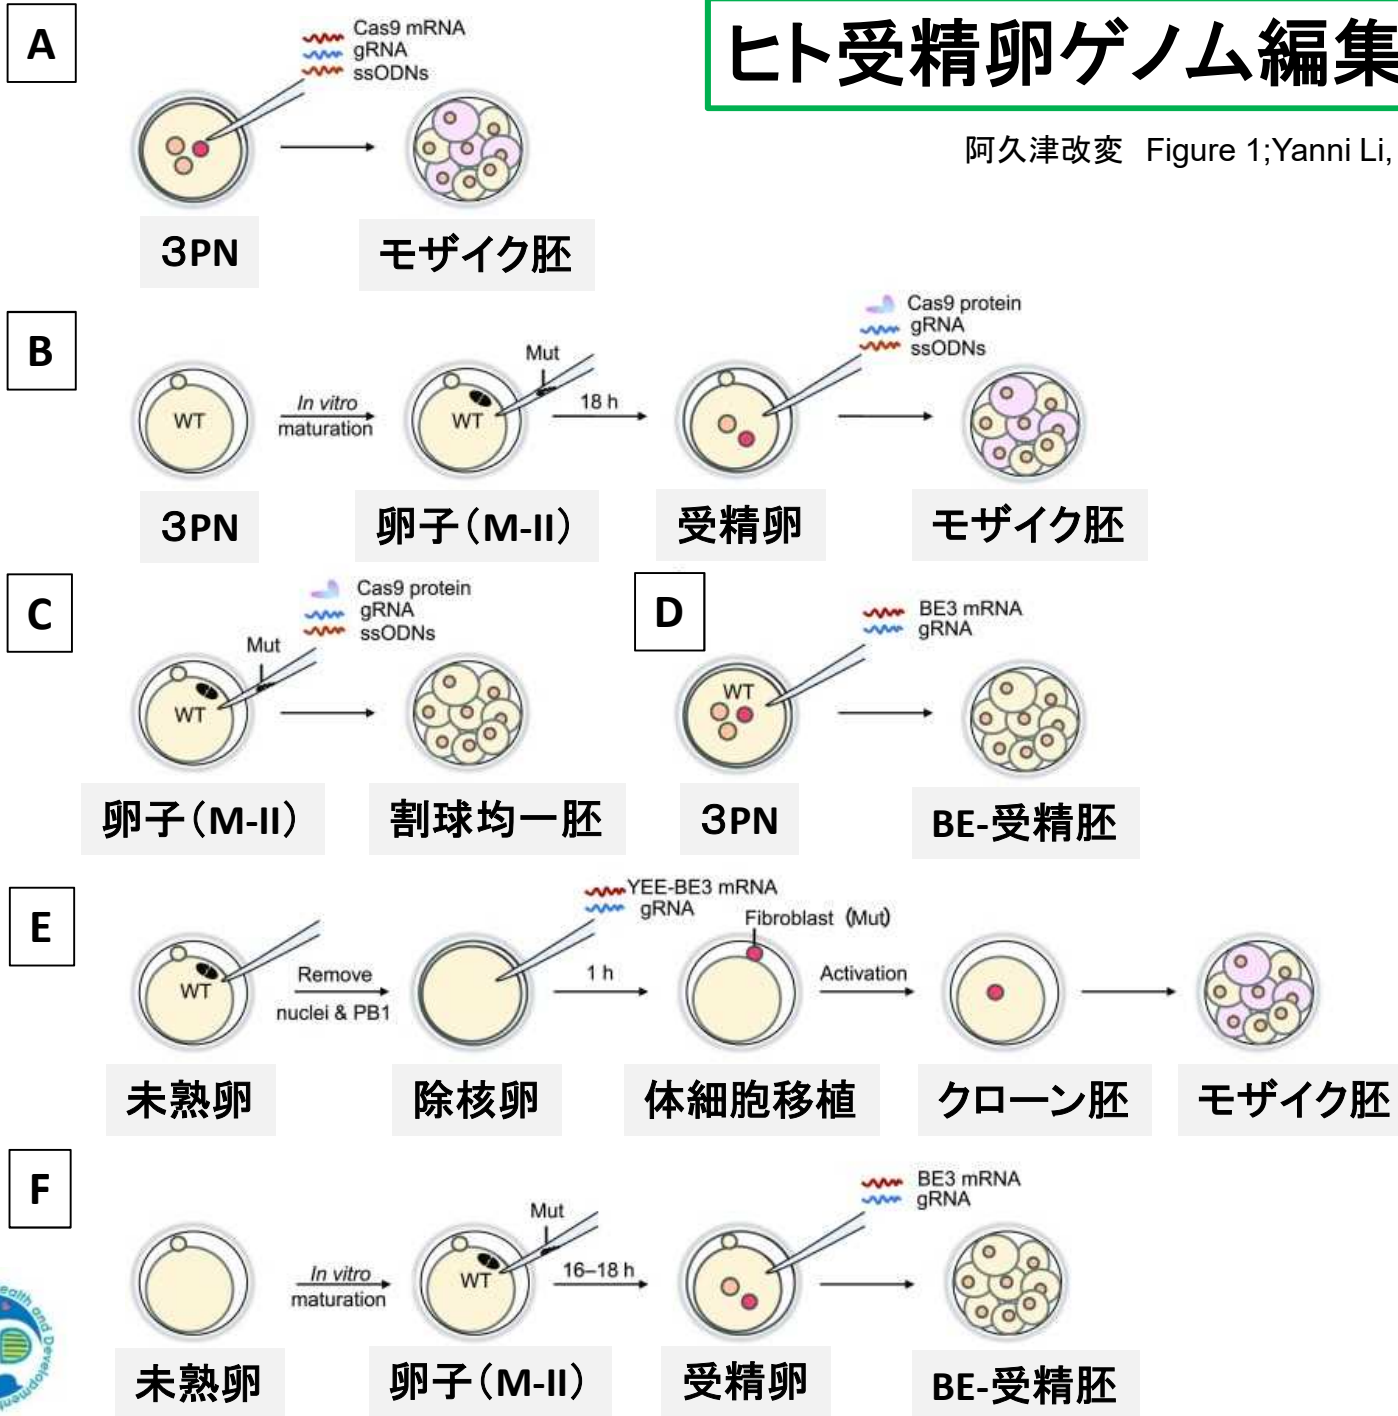 ヒト受精卵ゲノム編集
阿久津改変 Figure 1;Yanni Li,
A
Cas9 mRNA
gRNA
ssODNs
3PN
モザイク胚
B
WT
In vitro
maturation
Mut
WT
18 h
Cas9 protein
gRNA
ssODNs
3PN
卵子(M-II)
受精卵
モザイク胚
C
Mut
WT
Cas9 protein
gRNA
ssODNs
卵子(M-II)
割球均一胚
D
BE3 mRNA
gRNA
WT
3PN
BE-受精胚
E
WT
Remove
nuclei & PB1
YEE-BE3 mRNA
gRNA
1 h
Fibroblast (Mut)
Activation
未熟卵
除核卵
体細胞移植
クローン胚
モザイク胚
F
In vitro
maturation
Mut
WT
16–18 h
BE3 mRNA
gRNA
未熟卵
卵子(M-II)
受精卵
BE-受精胚
and Development